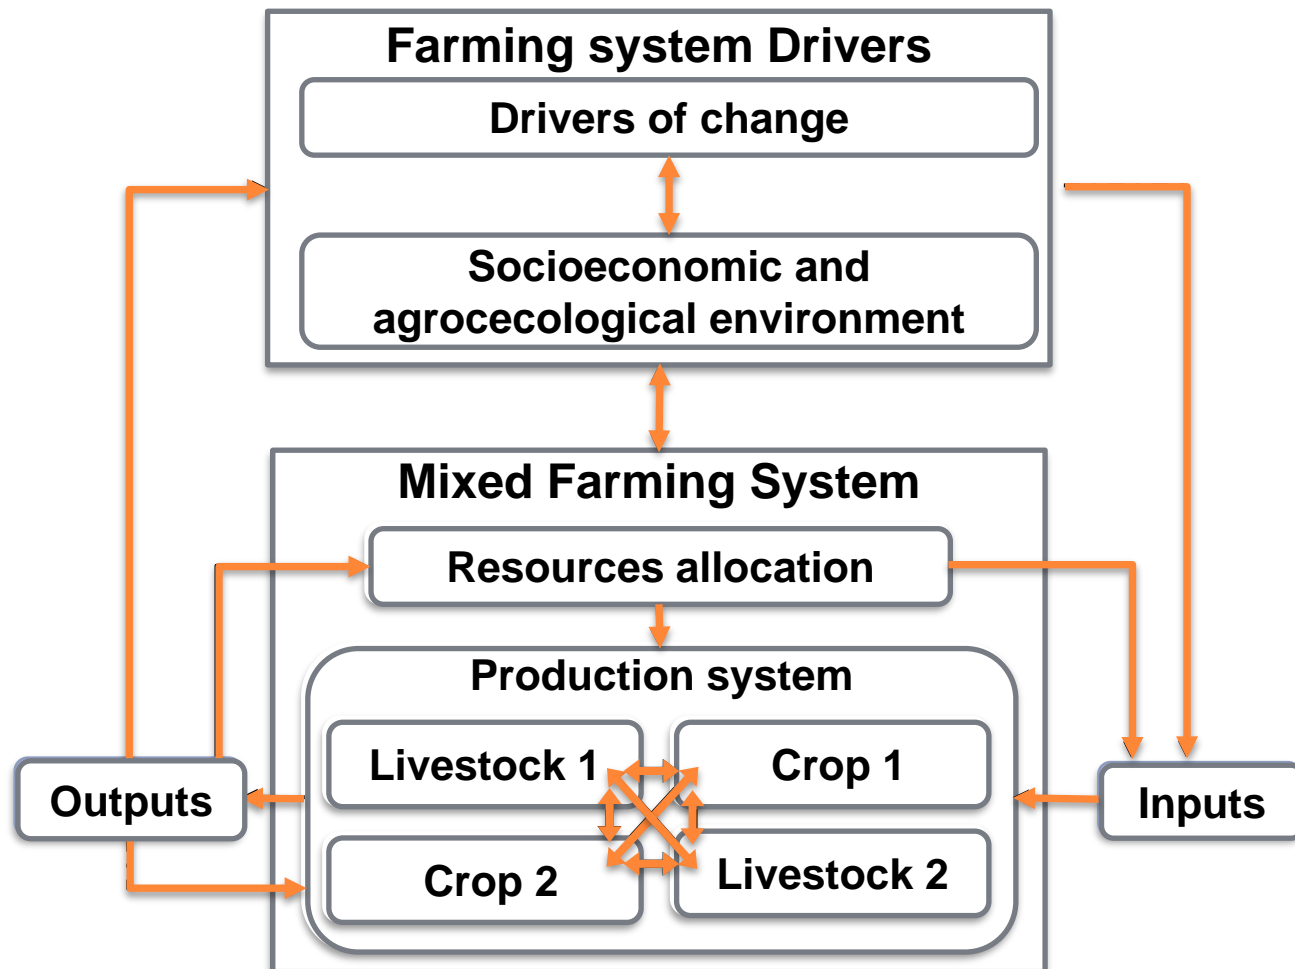 Farming system Drivers
Drivers of change
Socioeconomic and
agrocecological environment
Mixed Farming System
Resources allocation
Production system
Livestock 1
Crop 1
Outputs
Inputs
Crop 2
Livestock 2